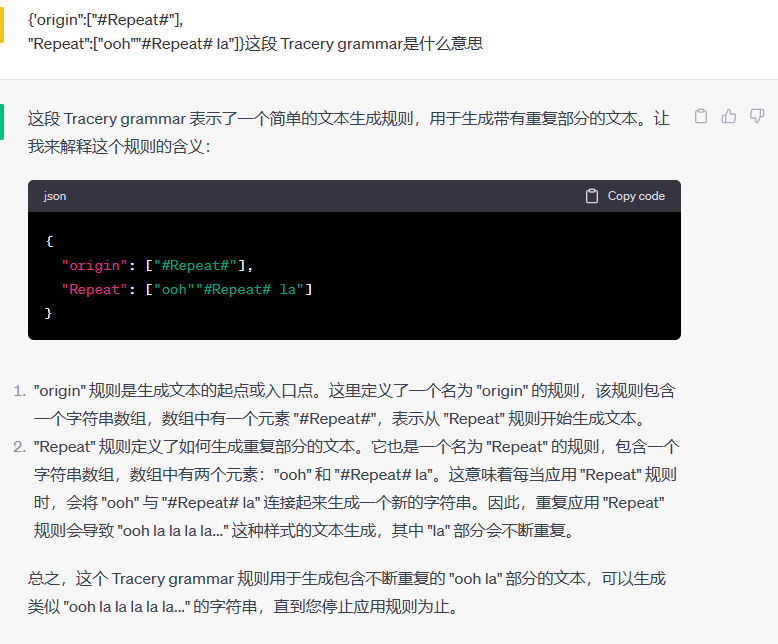 {'origin":["#Repeat#"],
"Repeat":["ooh""#Repeat# la"]}这段 Tracery grammar是什么意思
这段 Tracery grammar 表示了一个简单的文本生成规则，用于生成带有重复部分的文本。让
我来解释这个规则的含义：
json
Copy code
{
"origin": ["#Repeat#"],
"Repeat": ["ooh""#Repeat# la"]
}
1. "origin" 规则是生成文本的起点或入口点。这里定义了一个名为 "origin" 的规则，该规则包含
一个字符串数组，数组中有一个元素 "#Repeat#"，表示从 "Repeat" 规则开始生成文本。
2. "Repeat" 规则定义了如何生成重复部分的文本。它也是一个名为 "Repeat" 的规则，包含一个
字符串数组，数组中有两个元素："ooh" 和 "#Repeat# la"。这意味着每当应用 "Repeat" 规则
时，会将 "ooh" 与 "#Repeat# la" 连接起来生成一个新的字符串。因此，重复应用 "Repeat"
规则会导致 "ooh la la la la..." 这种样式的文本生成，其中 "la" 部分会不断重复。
总之，这个 Tracery grammar 规则用于生成包含不断重复的 "ooh la" 部分的文本，可以生成
类似 "ooh la la la la la..." 的字符串，直到您停止应用规则为止。